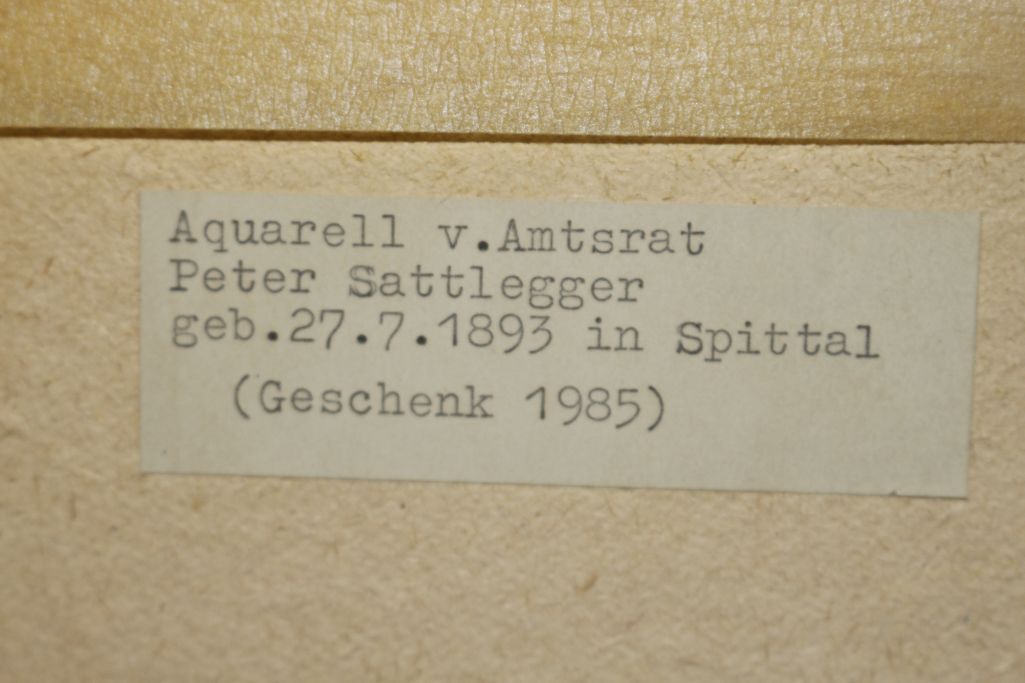 Aquarell v.Amtsrat
Peter Sattlegger
geb.27.7.1893 in Spittal
(Geschenk 1985)